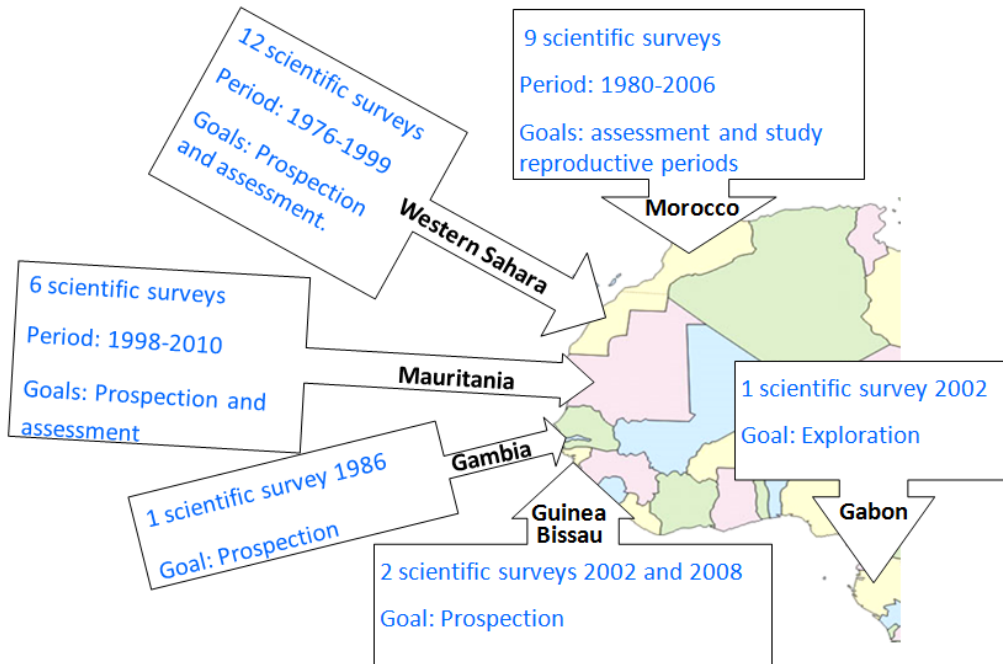 12 scientific surveys
Period: 1976-1999
Goals: Prospection
and assessment.
Western Sahara
9 scientific surveys
Period: 1980-2006
Goals: assessment and study
reproductive periods
Morocco
6 scientific surveys
Period: 1998-2010
Goals: Prospection and
assessment
Mauritania
1 scientific survey 2002
Goal: Exploration
Gabon
1 scientific survey 1986
Goal: Prospection
Gambia
Guinea
Bissau
2 scientific surveys 2002 and 2008
Goal: Prospection